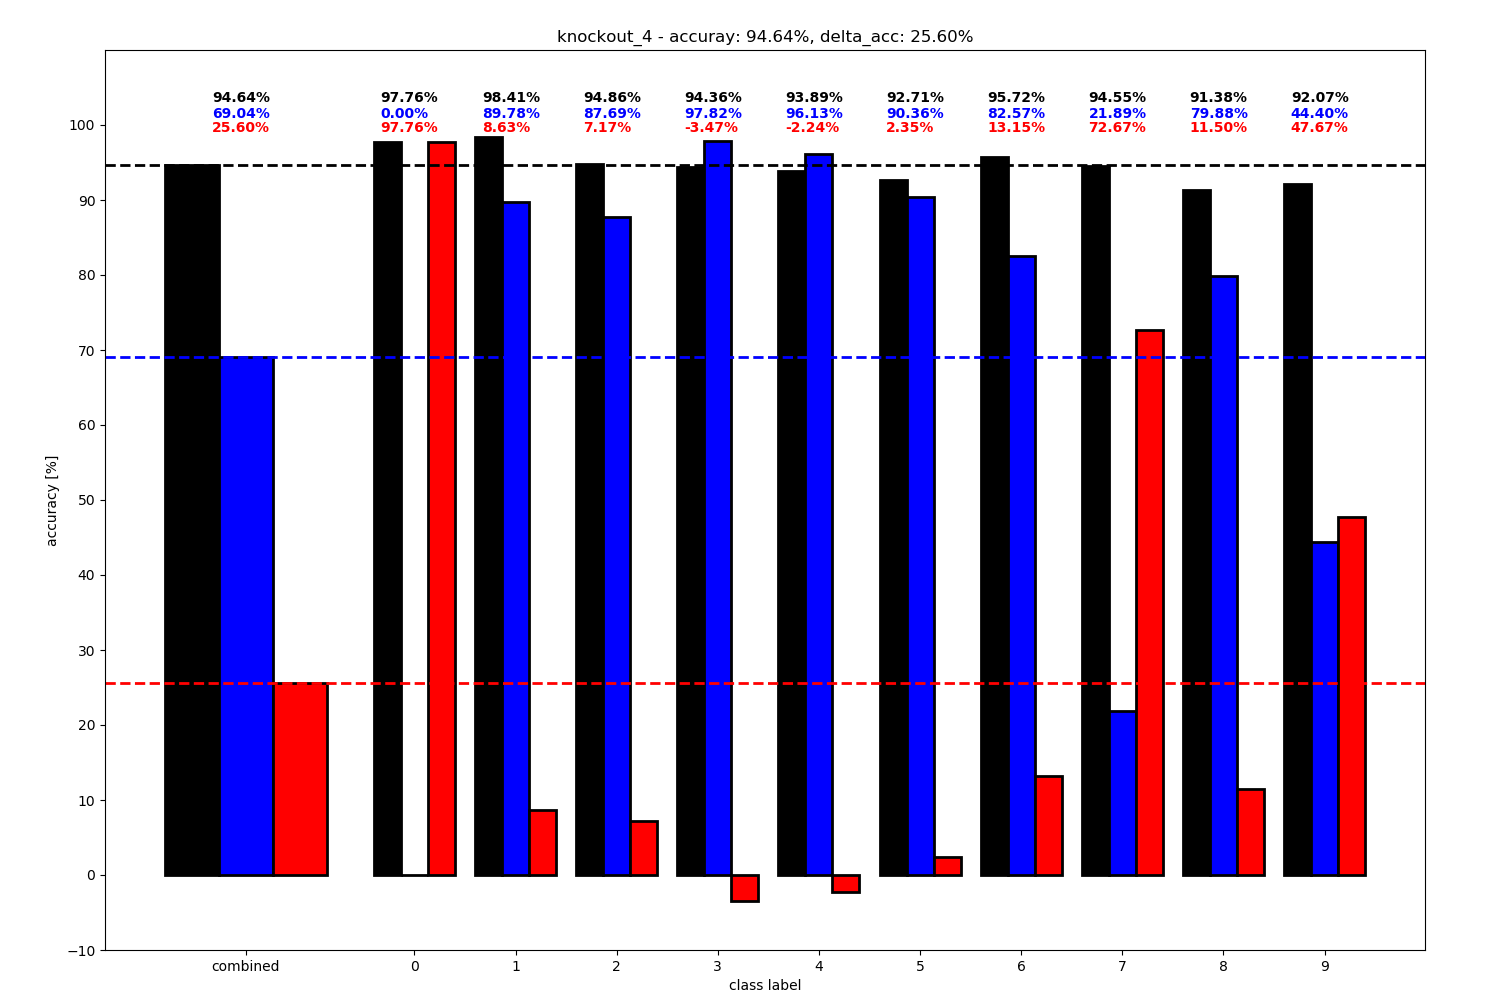 knockout_4 - accuray: 94.64%, delta_acc: 25.60%
94.64% 97.76% 98.41% 94.86% 94.36% 93.89% 92.71% 95.72% 94.55% 91.38% 92.07%
69.04% 0.00% 89.78% 87.69% 97.82% 96.13% 90.36% 82.57% 21.89% 79.88% 44.40%
25.60% 97.76% 8.63% 7.17% -3.47% -2.24% 2.35% 13.15% 72.67% 11.50% 47.67%
100
90
80
70
60
50
40
30
20
10
0
−10
accuracy [%]
combined 0 1 2 3 4 5 6 7 8 9
class label